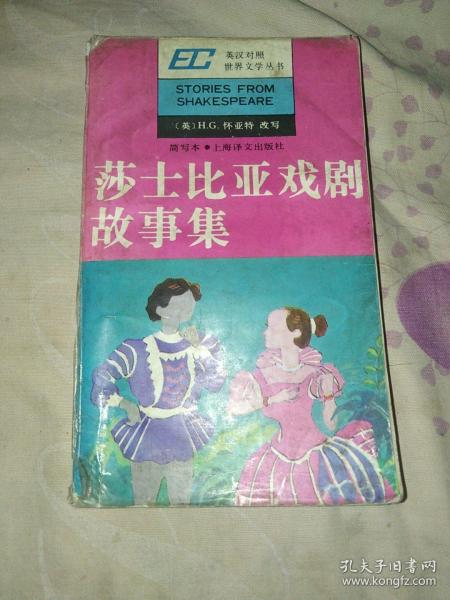 EC
英汉对照
世界文学丛书
STORIES FROM
SHAKESPEARE
〔英〕H.G. 怀亚特 改写
简写本●上海译文出版社
莎士比亚戏剧
故事集
孔夫子旧书网
www.kongfz.com